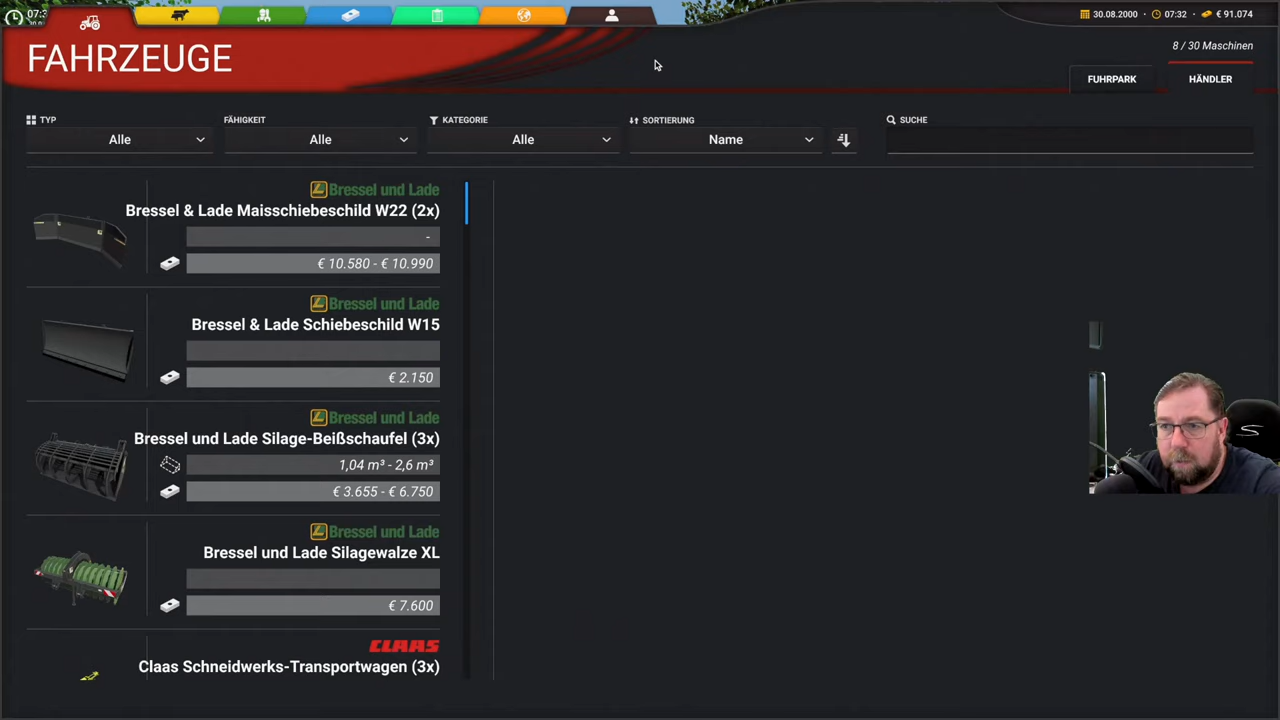 07:3
30.08.2000 07:32 € 91.074
FAHRZEUGE
8 / 30 Maschinen
FUHRPARK HÄNDLER
TYP FÄHIGKEIT KATEGORIE SORTIERUNG SUCHE
Alle Alle Alle Name
Bressel und Lade
Bressel & Lade Maisschiebeschild W22 (2x)
-
€ 10.580 - € 10.990
Bressel und Lade
Bressel & Lade Schiebeschild W15
€ 2.150
Bressel und Lade
Bressel und Lade Silage-Beißschaufel (3x)
1,04 m³ - 2,6 m³
€ 3.655 - € 6.750
Bressel und Lade
Bressel und Lade Silagewalze XL
€ 7.600
CLAAS
Claas Schneidwerks-Transportwagen (3x)